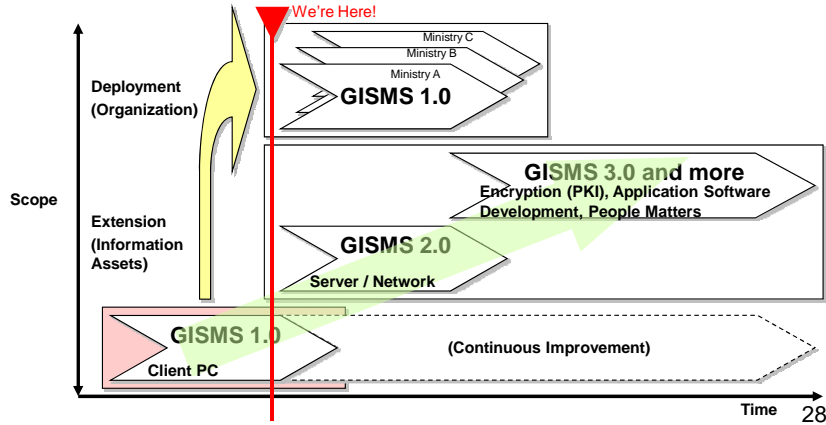 We're Here!
Ministry C
Ministry B
Ministry A
GISMS 1.0
Deployment
(Organization)
GISMS 3.0 and more
Encryption (PKI), Application Software
Development, People Matters
Scope
Extension
(Information
Assets)
GISMS 2.0
Server / Network
GISMS 1.0
Client PC
(Continuous Improvement)
Time
28